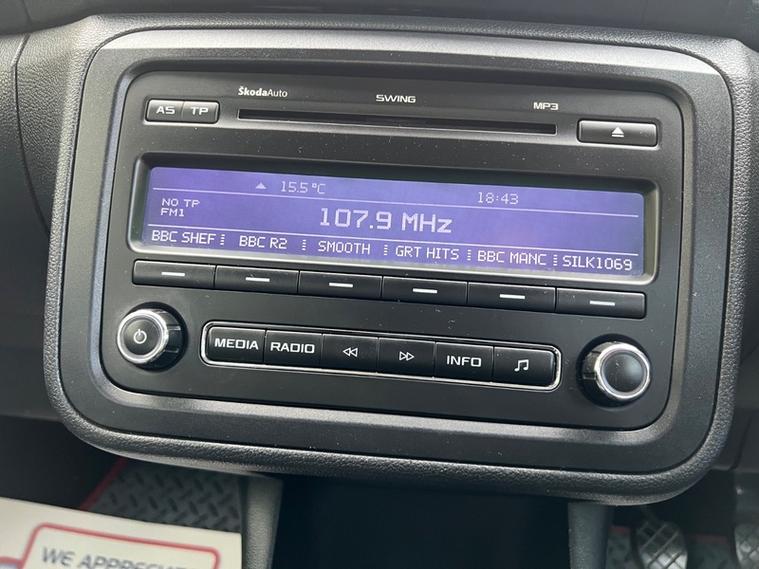 ŠkodaAuto SWING MP3
AS TP
15.5 °C 18:43
NO TP
FM1
107.9 MHz
BBC SHEF BBC R2 SMOOTH GRT HITS BBC MANC SILK1069
MEDIA RADIO INFO
WE APPRECIATE